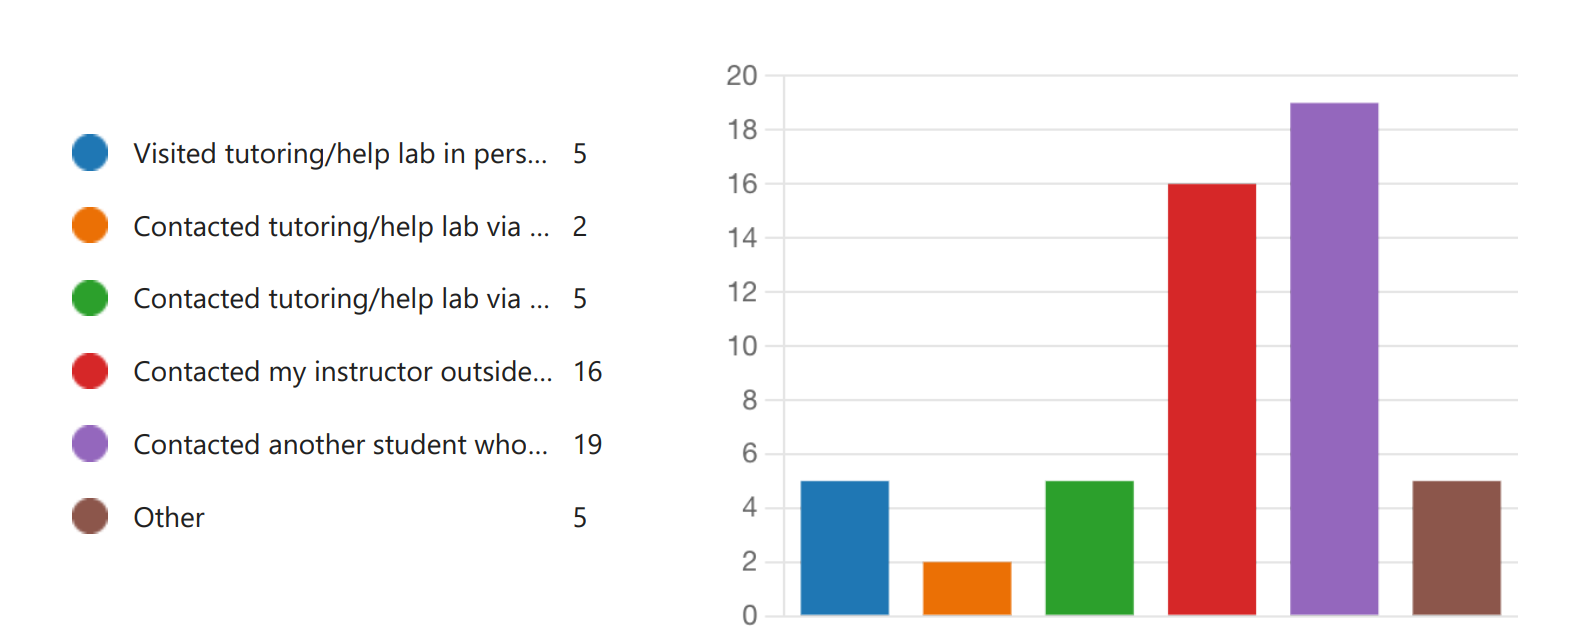 Visited tutoring/help lab in pers... 5
Contacted tutoring/help lab via ... 2
Contacted tutoring/help lab via ... 5
Contacted my instructor outside... 16
Contacted another student who... 19
Other 5
20
18
16
14
12
10
8
6
4
2
0